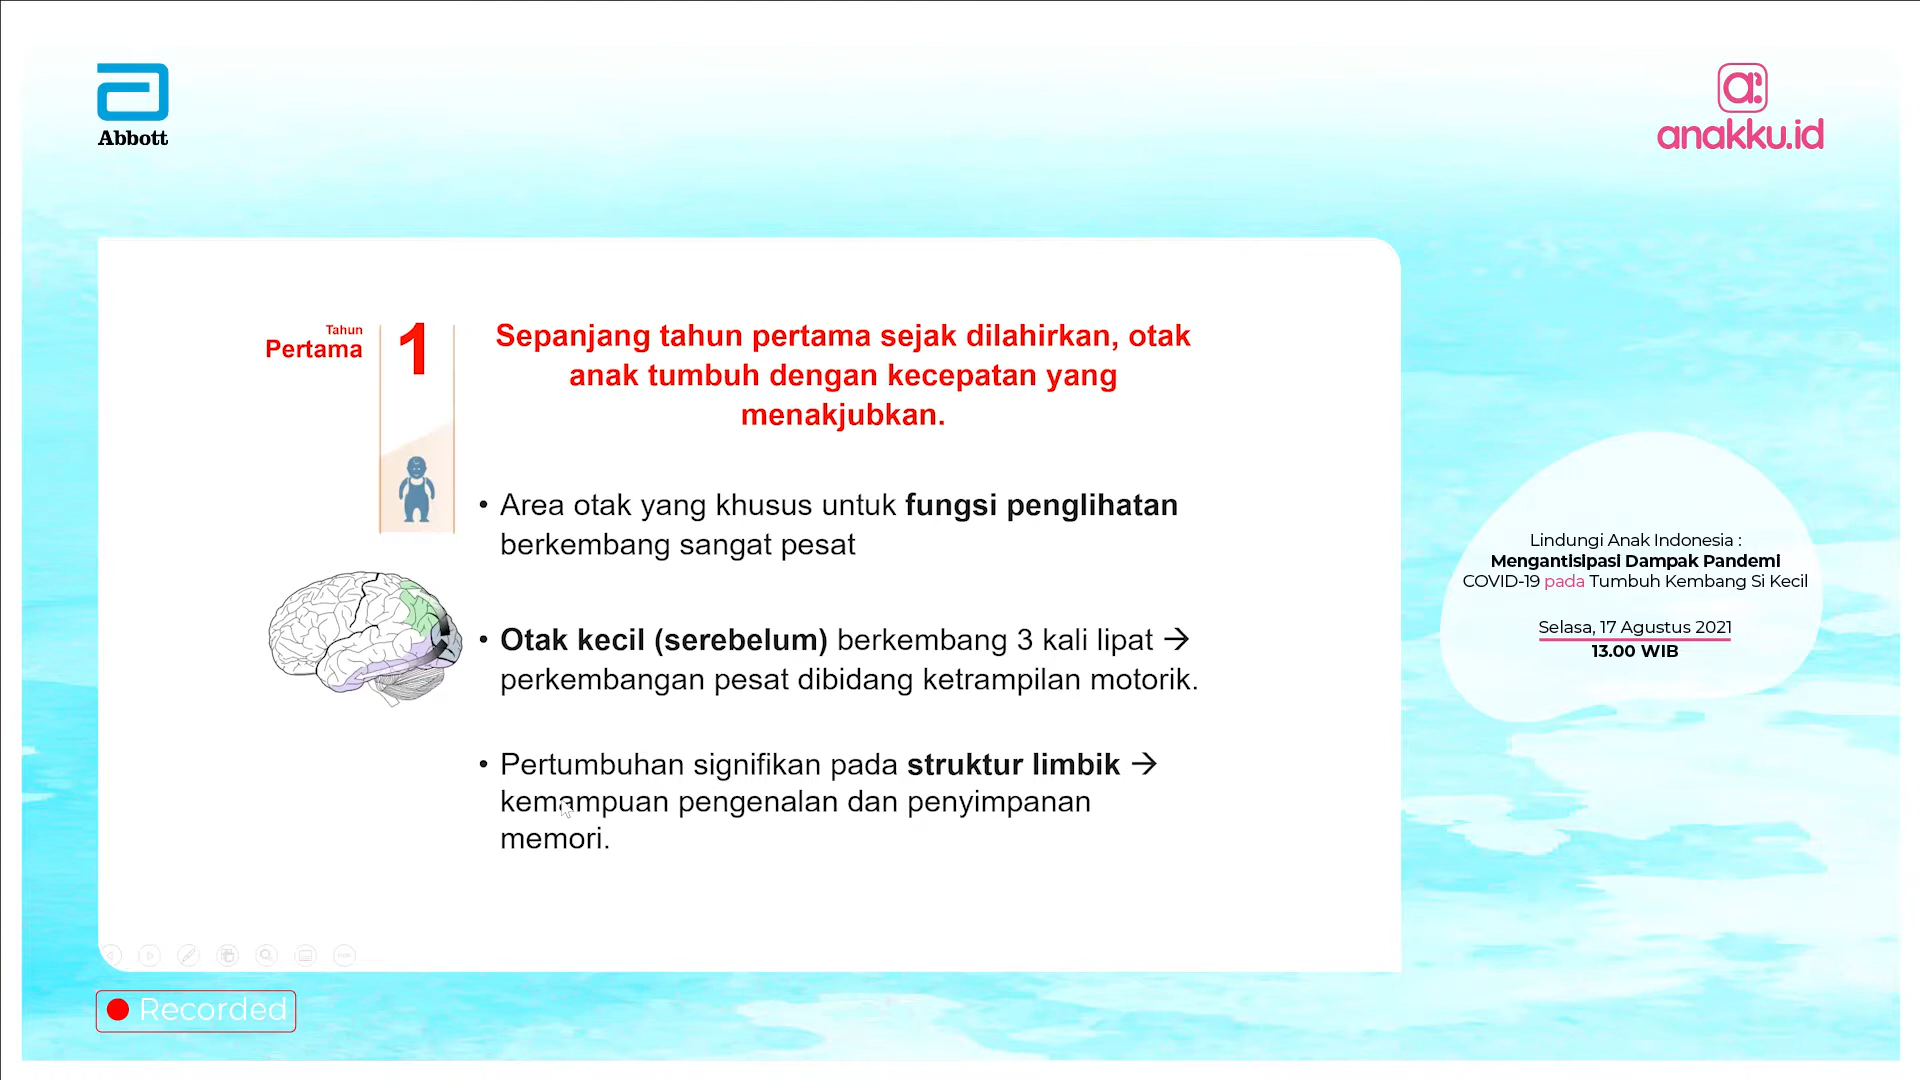 Abbott
a:
anakku.id
Tahun
Pertama
1
Sepanjang tahun pertama sejak dilahirkan, otak
anak tumbuh dengan kecepatan yang
menakjubkan.
• Area otak yang khusus untuk fungsi penglihatan
berkembang sangat pesat
• Otak kecil (serebelum) berkembang 3 kali lipat →
perkembangan pesat dibidang ketrampilan motorik.
• Pertumbuhan signifikan pada struktur limbik →
kemampuan pengenalan dan penyimpanan
memori.
Lindungi Anak Indonesia :
Mengantisipasi Dampak Pandemi
COVID-19 pada Tumbuh Kembang Si Kecil
Selasa, 17 Agustus 2021
13.00 WIB
Recorded